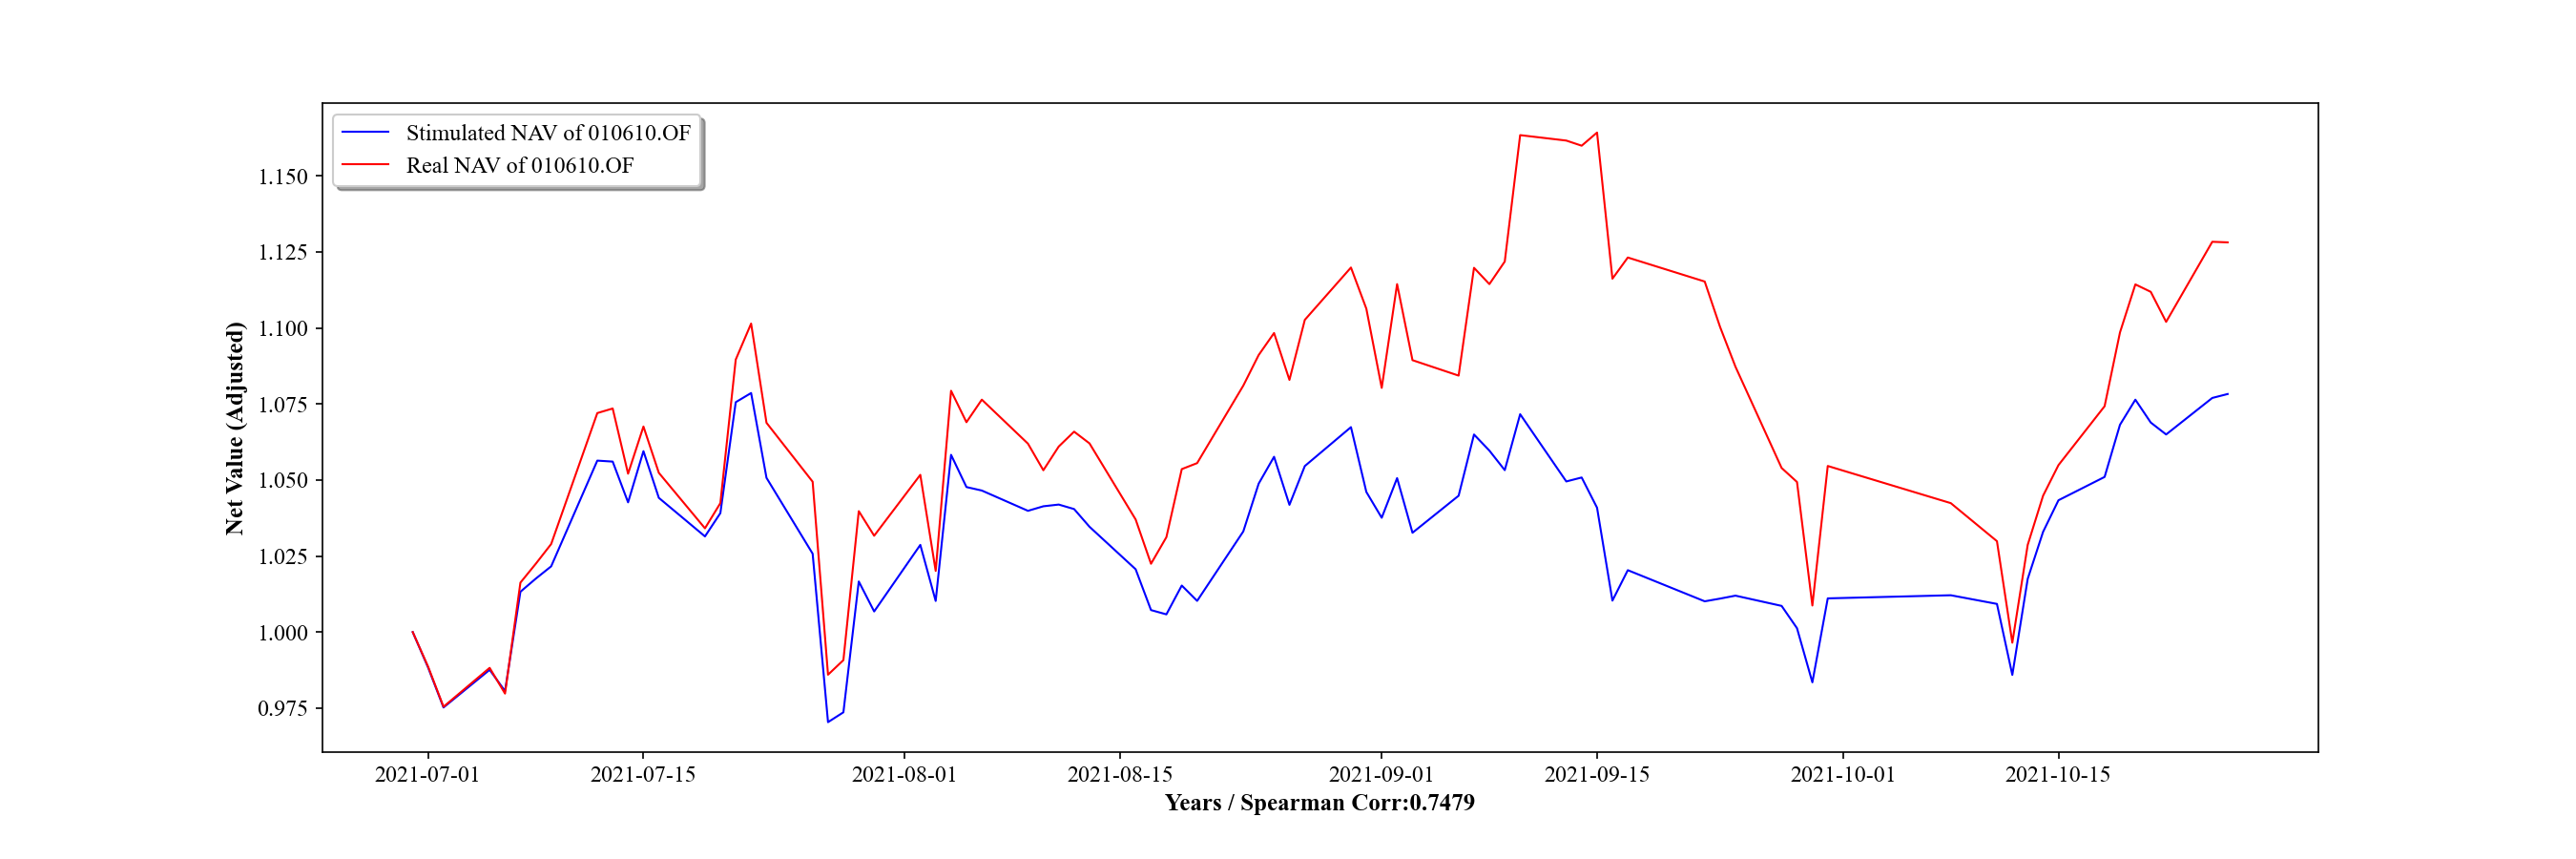 Stimulated NAV of 010610.OF
Real NAV of 010610.OF
Net Value (Adjusted)
1.150
1.125
1.100
1.075
1.050
1.025
1.000
0.975
2021-07-01 2021-07-15 2021-08-01 2021-08-15 2021-09-01 2021-09-15 2021-10-01 2021-10-15
Years / Spearman Corr:0.7479